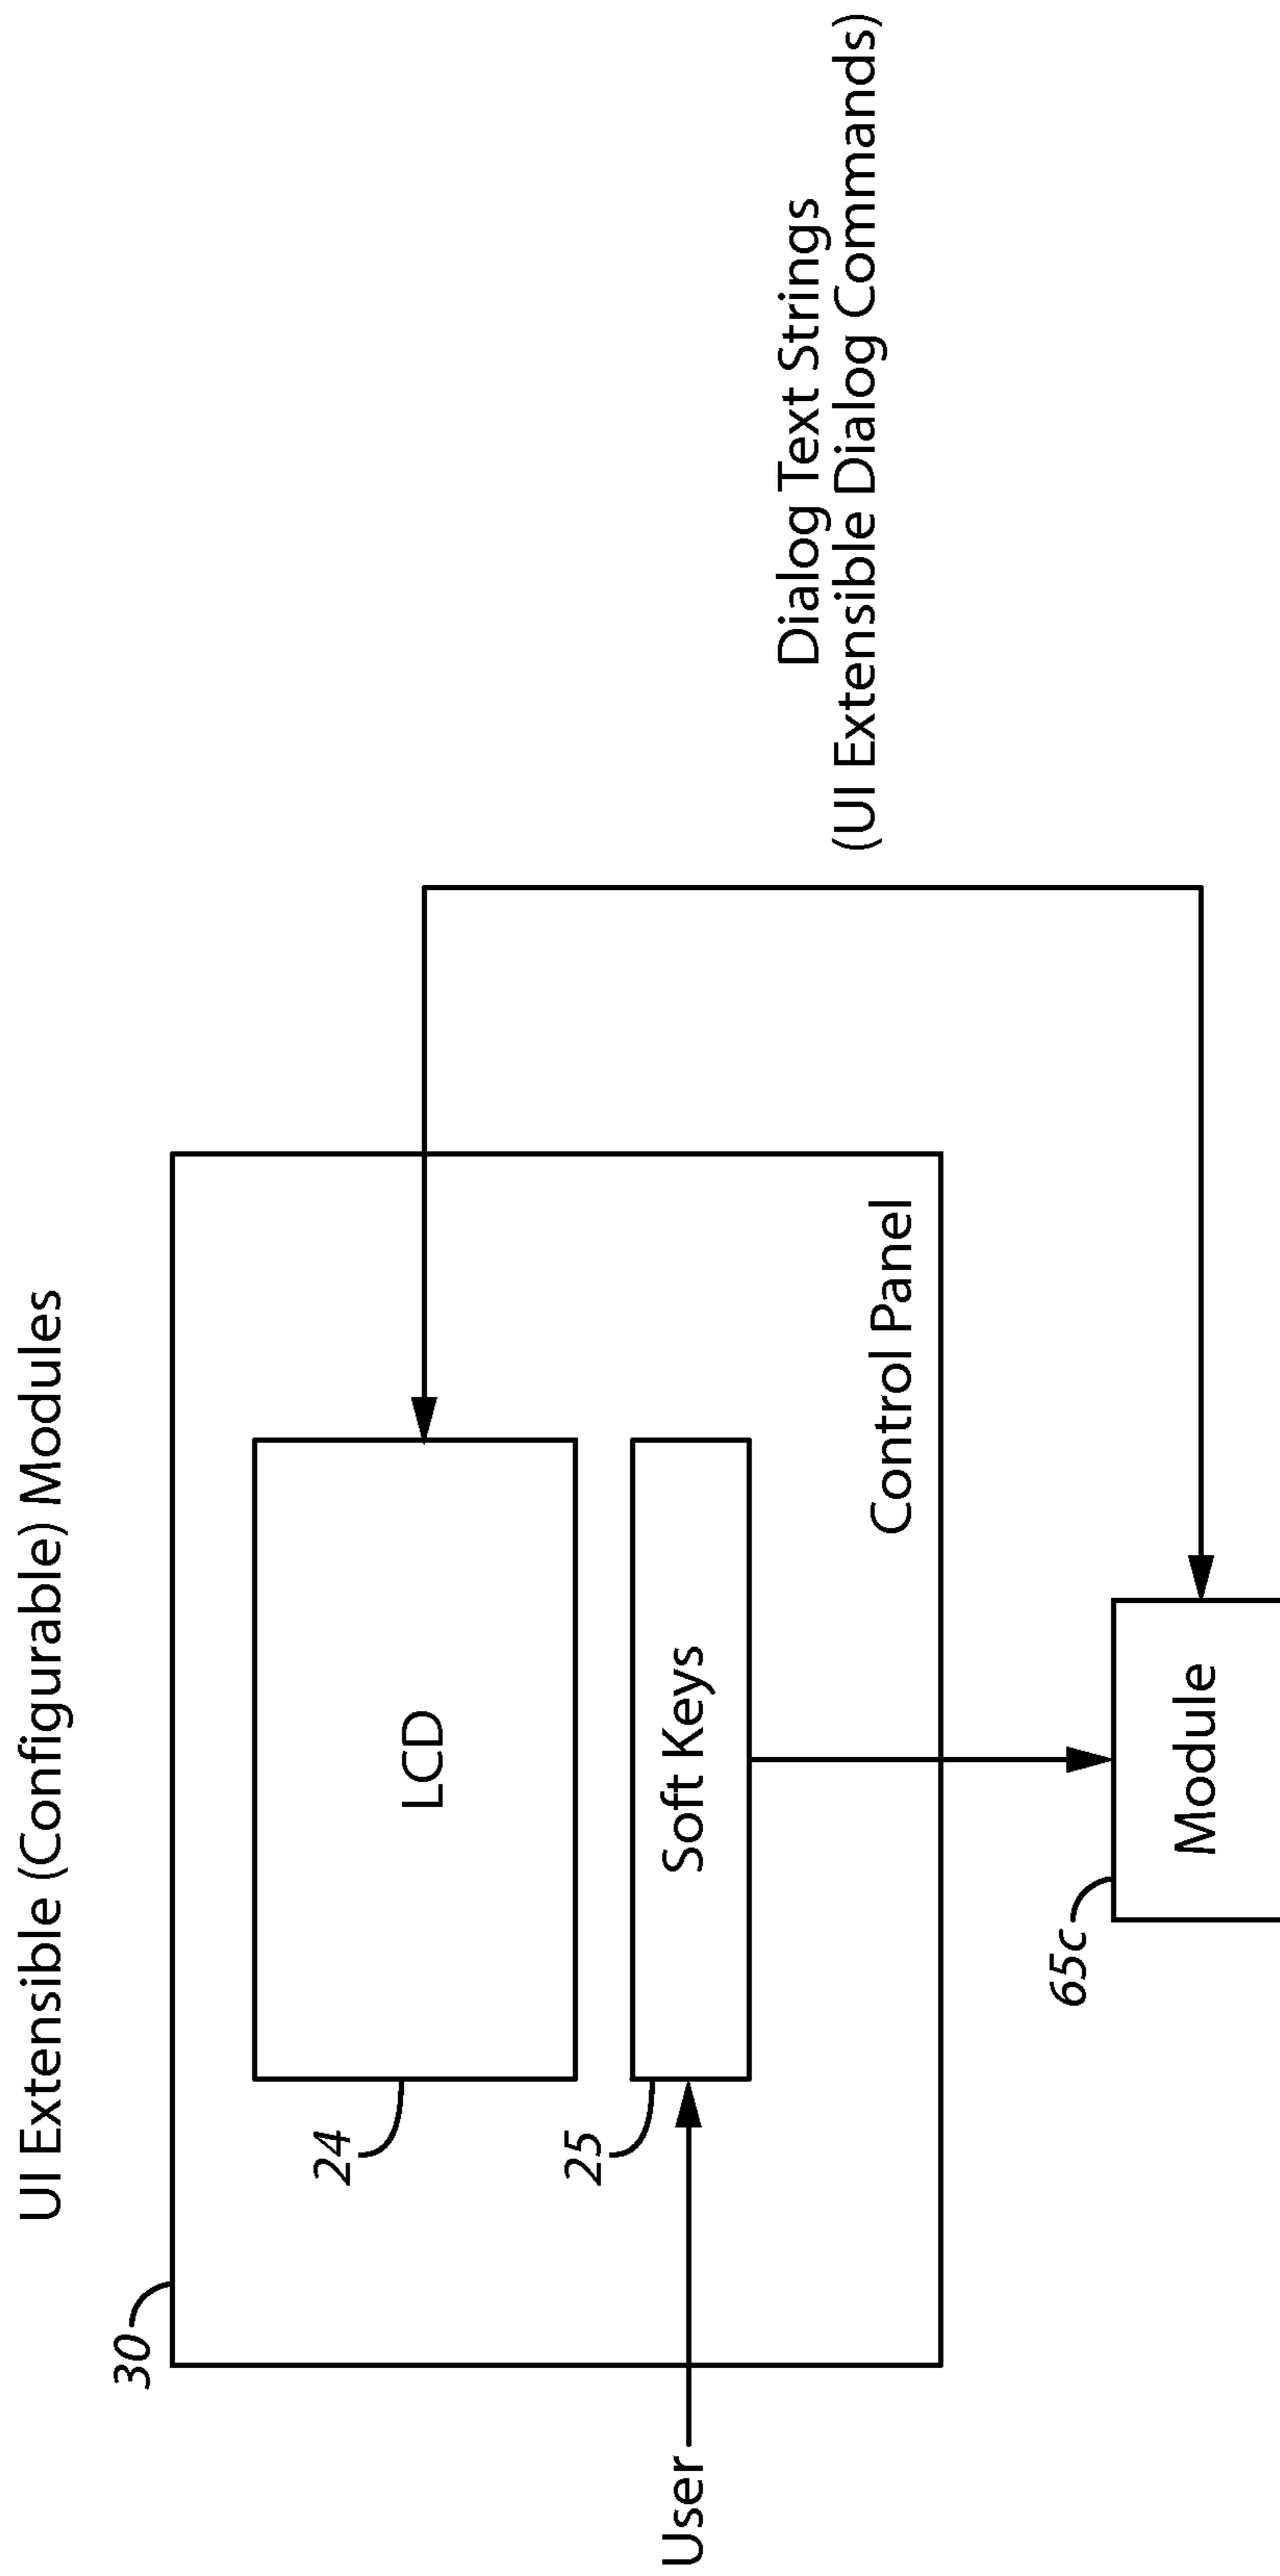 UI Extensible (Configurable) Modules
30
24
LCD
25
Soft Keys
User
Control Panel
Dialog Text Strings
(UI Extensible Dialog Commands)
65c
Module